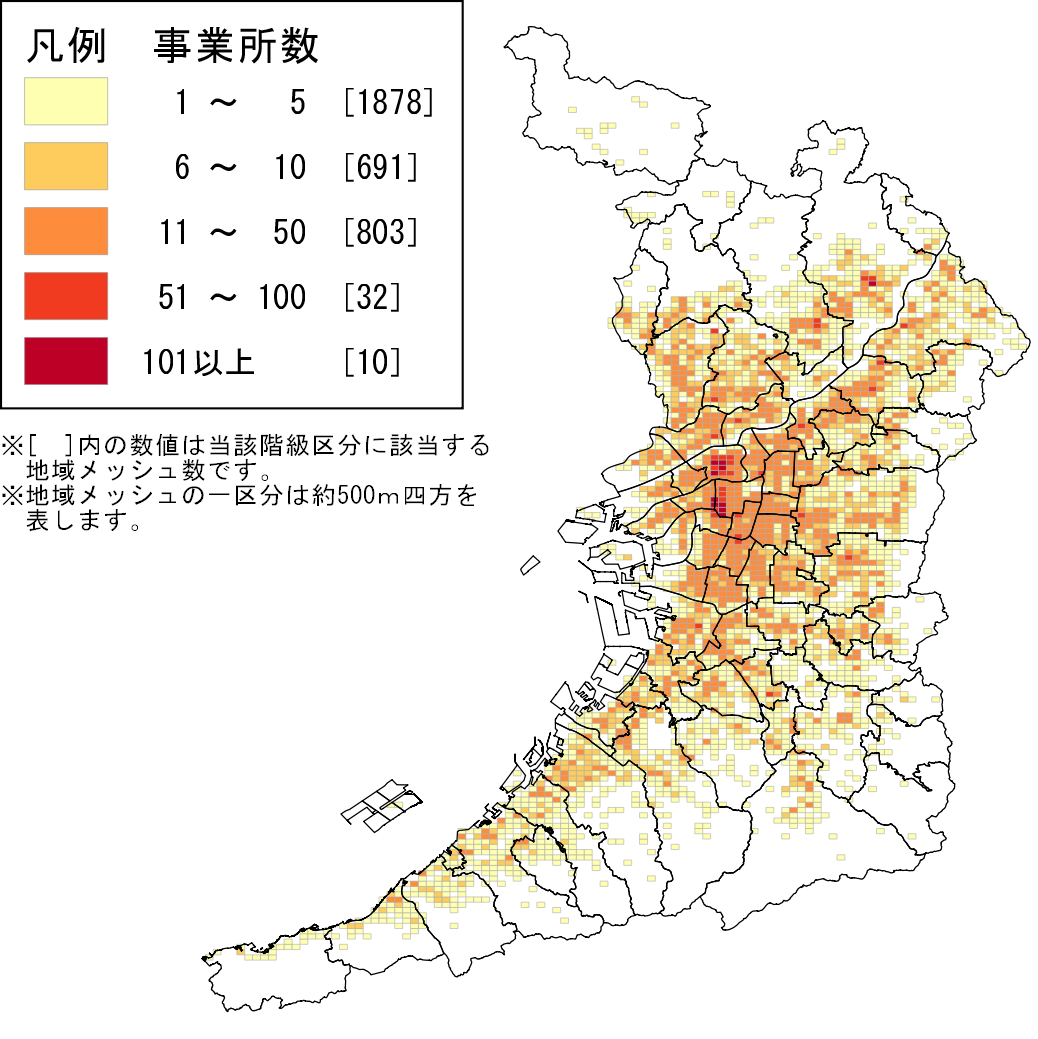 凡例 事業所数
1 ～ 5 [1878]
6 ～ 10 [691]
11 ～ 50 [803]
51 ～ 100 [32]
101以上 [10]
※[ ]内の数値は当該階級区分に該当する
地域メッシュ数です。
※地域メッシュの一区分は約500m四方を
表します。